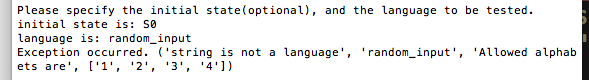 Please specify the initial state(optional), and the language to be tested.
initial state is: S0
language is: random_input
Exception occurred. ('string is not a language', 'random_input', 'Allowed alphab
ets are', ['1', '2', '3', '4'])